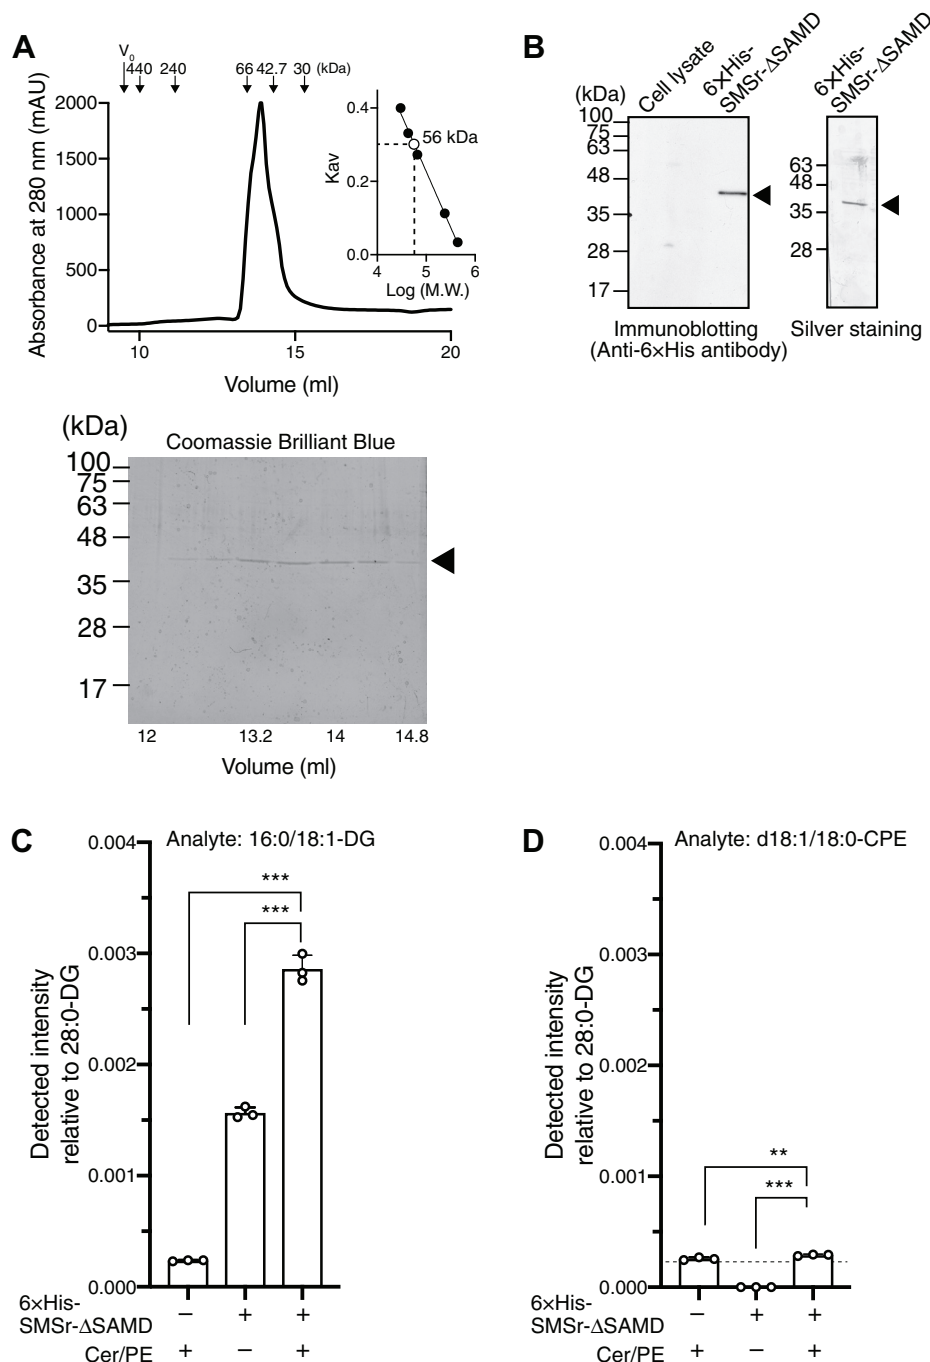 A
V0
440 240 66 42.7 30 (kDa)
2000
1500
1000
500
0
Absorbance at 280 nm (mAU)
10 15 20
Volume (ml)
0.4
0.2
0.0
Kav
56 kDa
4 5 6
Log (M.W.)
B
(kDa)
Cell lysate
6×His-
SMSr-ΔSAMD
100
75
63
48
35
28
17
Immunoblotting
(Anti-6×His antibody)
6×His-
SMSr-ΔSAMD
63
48
35
28
Silver staining
(kDa)
Coomassie Brilliant Blue
100
75
63
48
35
28
17
12 13.2 14 14.8
Volume (ml)
C
Analyte: 16:0/18:1-DG
0.004
0.003
0.002
0.001
0.000
Detected intensity
relative to 28:0-DG
***
***
6×His-
SMSr-ΔSAMD
− + +
Cer/PE
+ − +
D
Analyte: d18:1/18:0-CPE
0.004
0.003
0.002
0.001
0.000
Detected intensity
relative to 28:0-DG
**
***
6×His-
SMSr-ΔSAMD
− + +
Cer/PE
+ − +